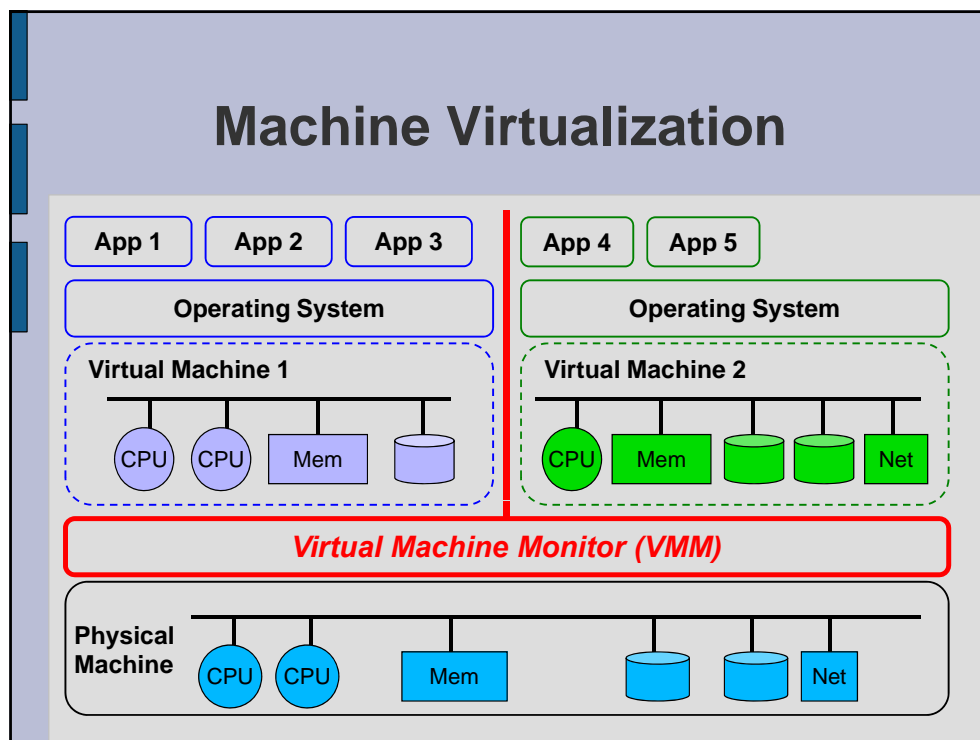 Machine Virtualization
App 1
App 2
App 3
App 4
App 5
Operating System
Operating System
Virtual Machine 1
Virtual Machine 2
CPU
CPU
Mem
CPU
Mem
Net
Virtual Machine Monitor (VMM)
Physical
Machine
CPU
CPU
Mem
Net